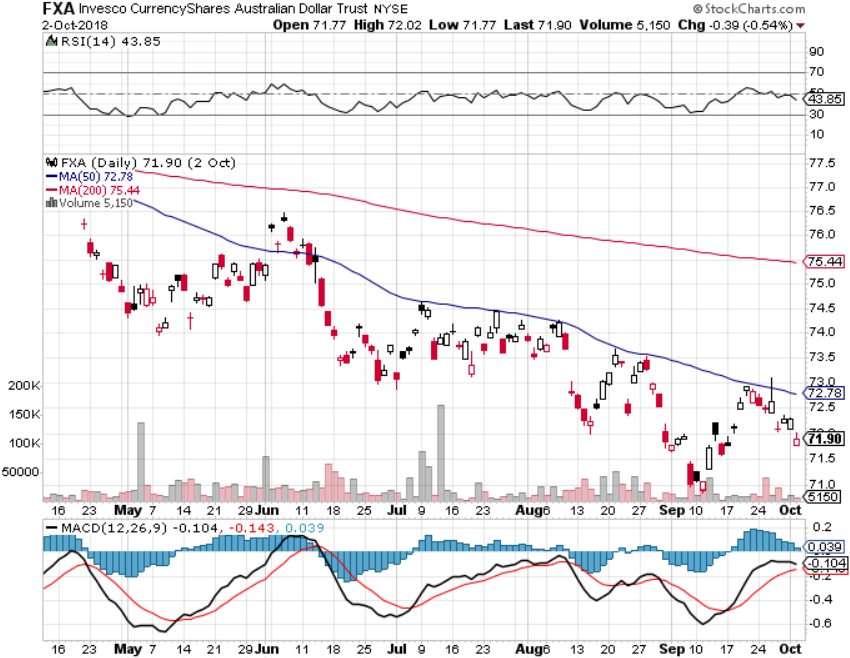 FXA Invesco CurrencyShares Australian Dollar Trust NYSE © StockCharts.com
2-Oct-2018 Open 71.77 High 72.02 Low 71.77 Last 71.90 Volume 5,150 Chg -0.39 (-0.54%)
RSI(14) 43.85
90
70
50
43.85
30
10
FXA (Daily) 71.90 (2 Oct)
MA(50) 72.78
MA(200) 75.44
Volume 5,150
77.5
77.0
76.5
76.0
75.44
75.0
74.5
74.0
73.5
73.0
72.78
72.5
72.0
71.90
71.5
71.0
5150
200K
150K
100K
50000
16 23 May 7 14 21 29 Jun 11 18 25 Jul 9 16 23 Aug 6 13 20 27 Sep 10 17 24 Oct
MACD(12,26,9) -0.104, -0.143, 0.039
0.2
0.039
-0.104
-0.2
-0.4
-0.6
16 23 May 7 14 21 29 Jun 11 18 25 Jul 9 16 23 Aug 6 13 20 27 Sep 10 17 24 Oct